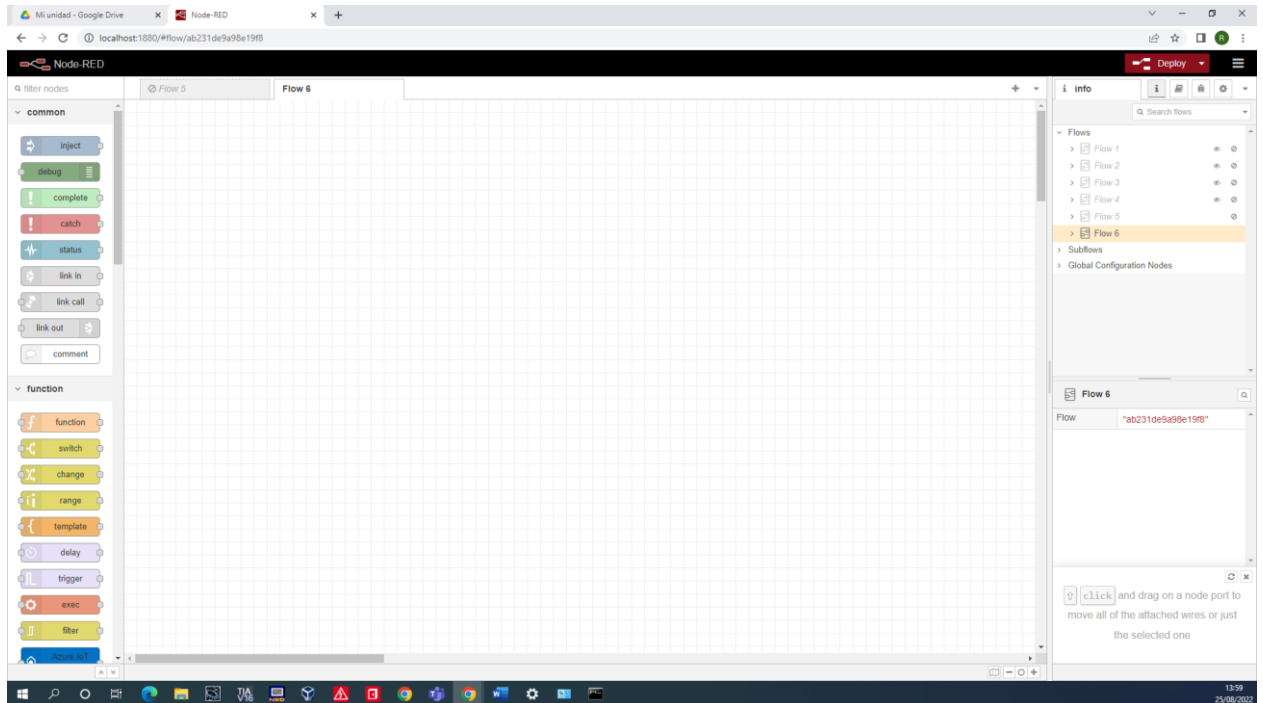 Mi unidad - Google Drive
Node-RED
localhost:1880/#flow/ab231de9a98e19f8
R
Node-RED
Deploy
filter nodes
Flow 5
Flow 6
i info
i
Search flows
common
inject
debug
complete
catch
status
link in
link call
link out
comment
function
function
switch
change
range
template
delay
trigger
exec
filter
Azure IoT
Flows
Flow 1
Flow 2
Flow 3
Flow 4
Flow 5
Flow 6
Subflows
Global Configuration Nodes
Flow 6
Flow "ab231de9a98e19f8"
click and drag on a node port to
move all of the attached wires or just
the selected one
13:59
25/08/2022